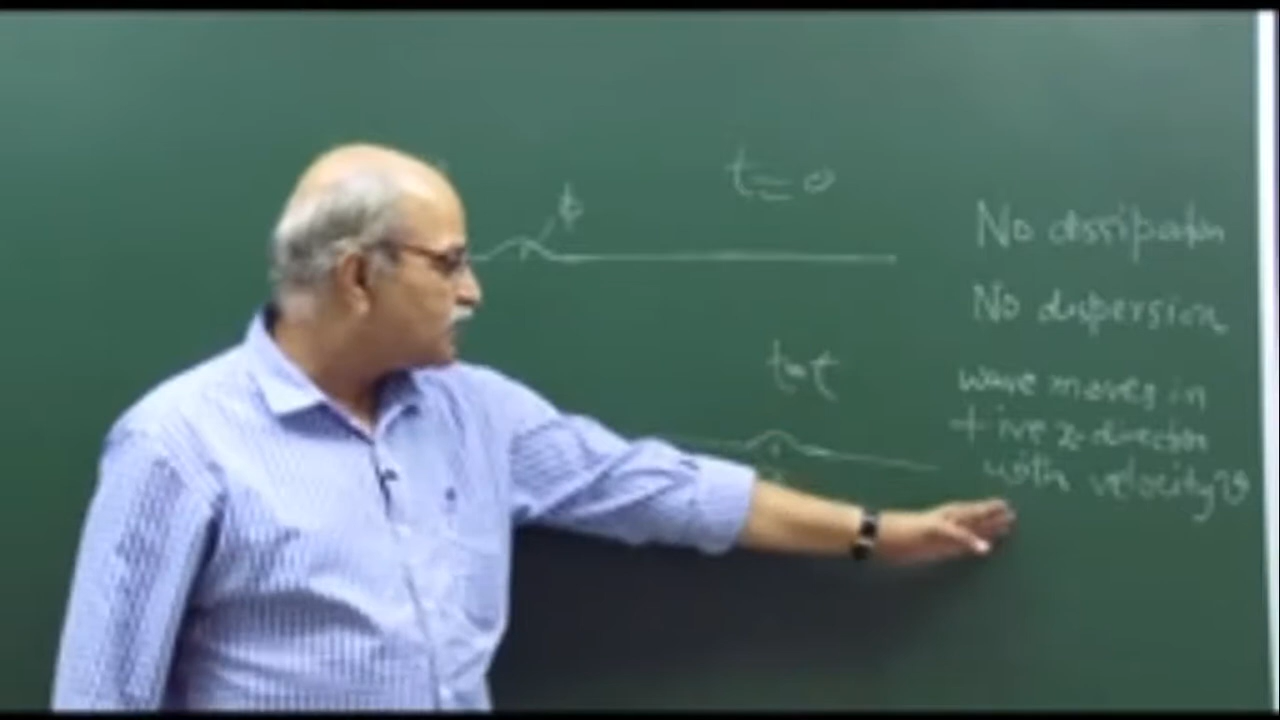 t = 0
No dissipation
No dispersion
t = t
wave moves in
+ive x-direction
with velocity v